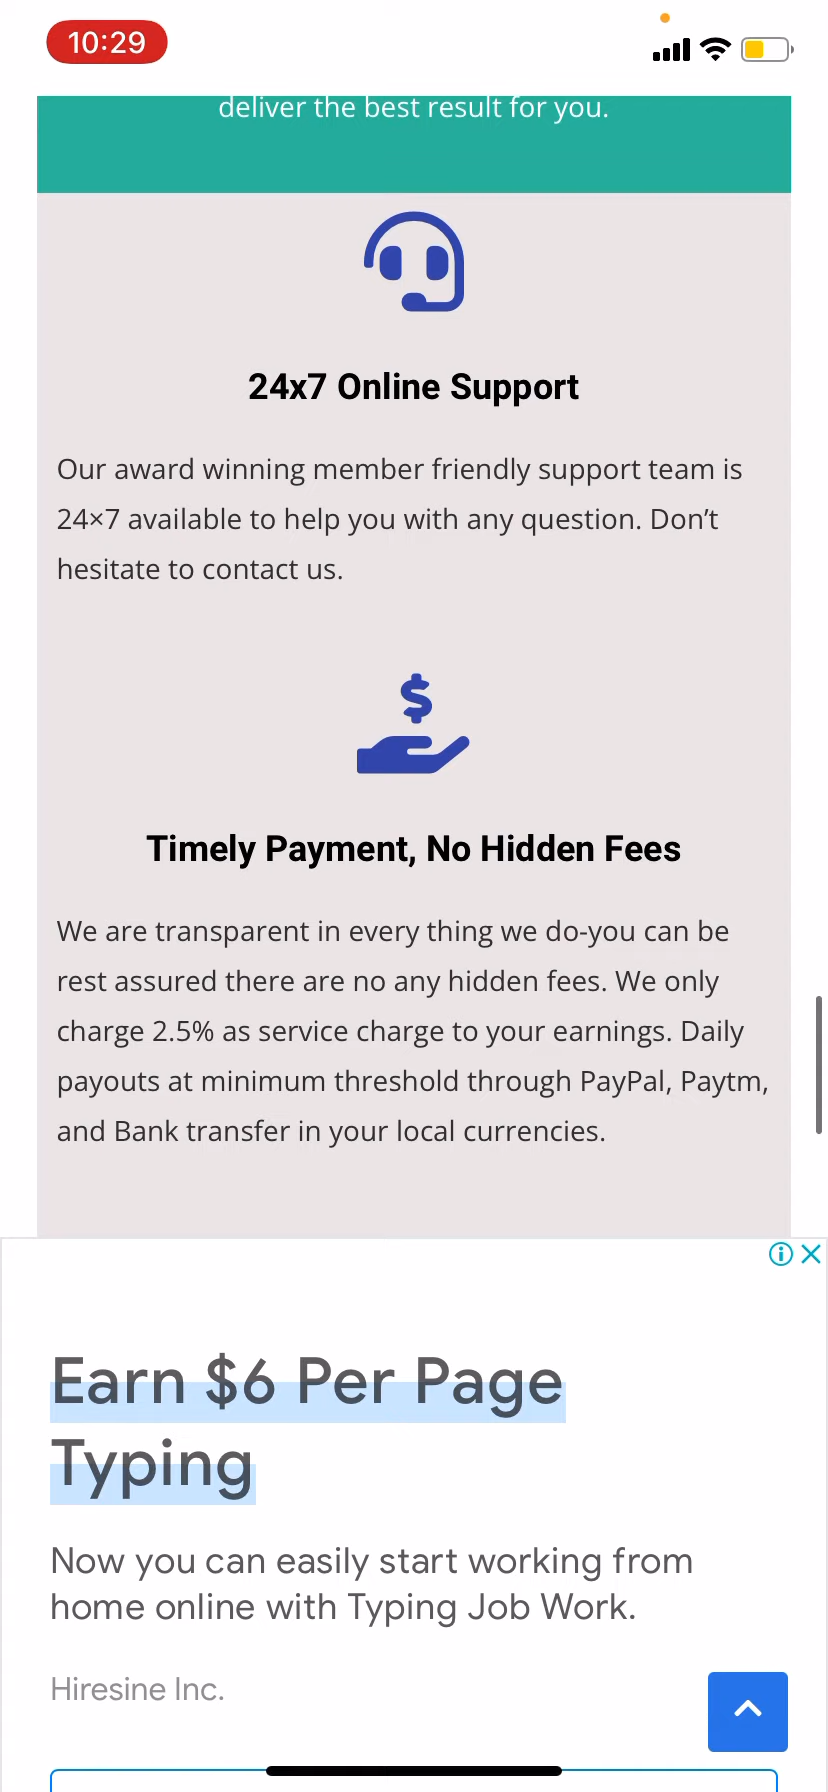 10:29
deliver the best result for you.
24x7 Online Support
Our award winning member friendly support team is
24×7 available to help you with any question. Don’t
hesitate to contact us.
Timely Payment, No Hidden Fees
We are transparent in every thing we do-you can be
rest assured there are no any hidden fees. We only
charge 2.5% as service charge to your earnings. Daily
payouts at minimum threshold through PayPal, Paytm,
and Bank transfer in your local currencies.
Earn $6 Per Page
Typing
Now you can easily start working from
home online with Typing Job Work.
Hiresine Inc.